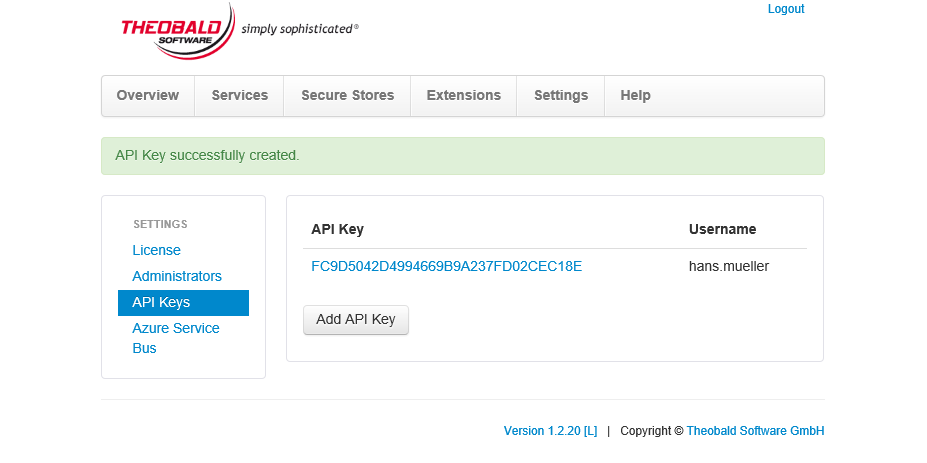 Logout
THEOBALD
SOFTWARE
simply sophisticated®
Overview Services Secure Stores Extensions Settings Help
API Key successfully created.
SETTINGS
License
Administrators
API Keys
Azure Service
Bus
API Key Username
FC9D5042D4994669B9A237FD02CEC18E hans.mueller
Add API Key
Version 1.2.20 [L] | Copyright © Theobald Software GmbH